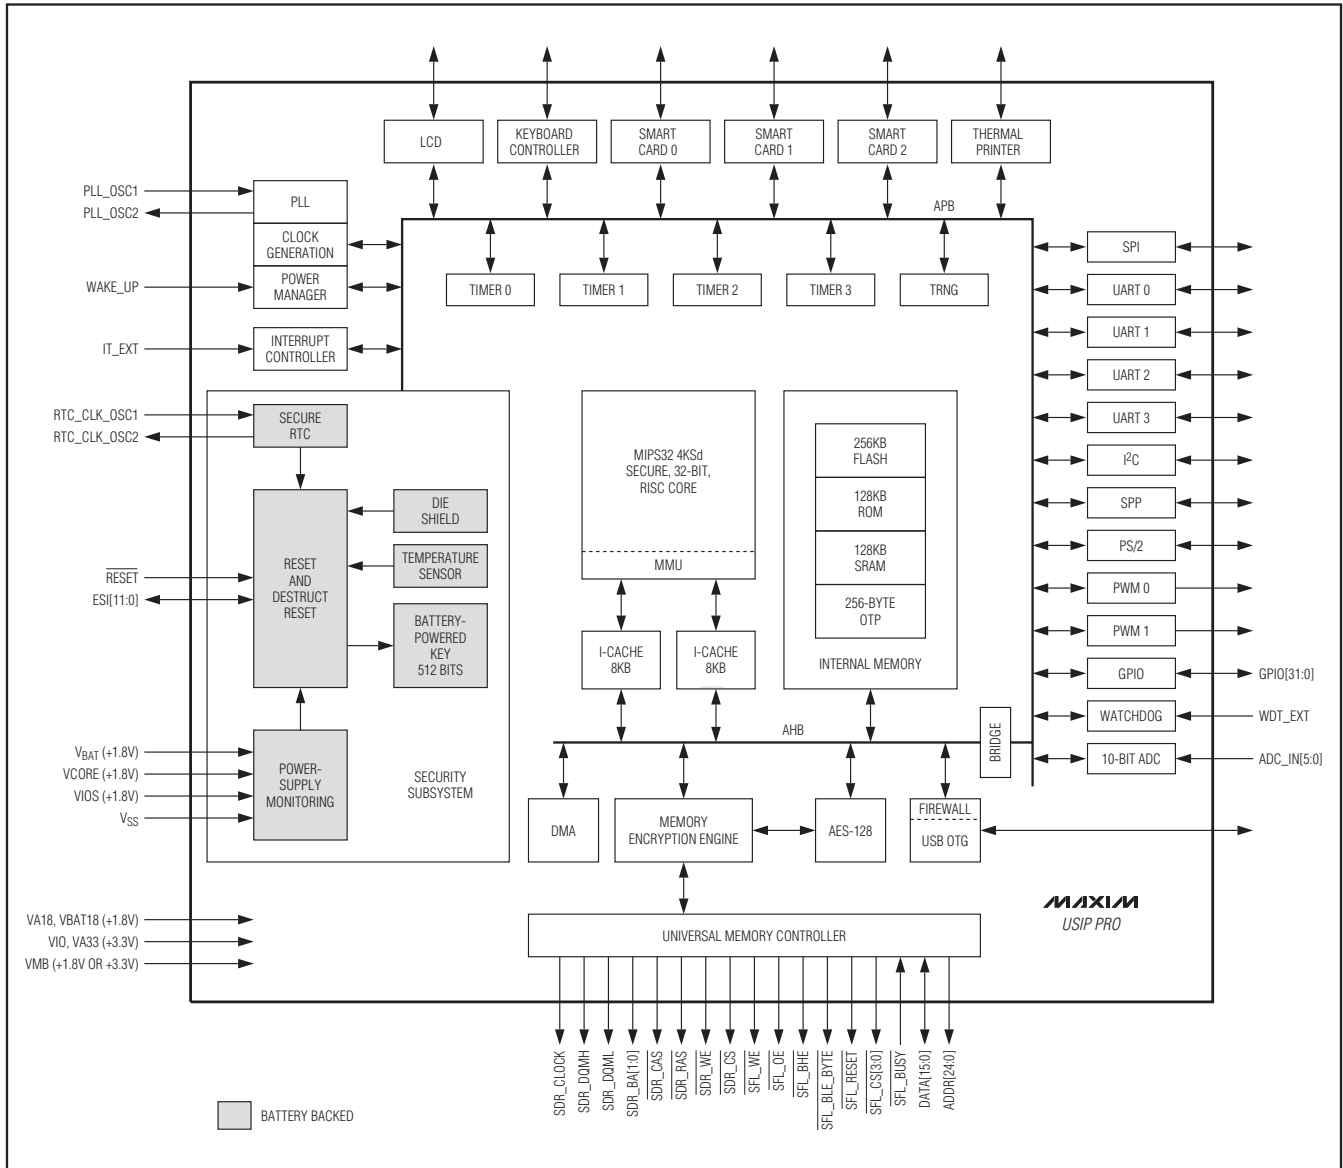 LCD
KEYBOARD
CONTROLLER
SMART
CARD 0
SMART
CARD 1
SMART
CARD 2
THERMAL
PRINTER
PLL_OSC1
PLL_OSC2
PLL
CLOCK
GENERATION
WAKE_UP
POWER
MANAGER
IT_EXT
INTERRUPT
CONTROLLER
APB
TIMER 0
TIMER 1
TIMER 2
TIMER 3
TRNG
SPI
UART 0
UART 1
UART 2
UART 3
I²C
SPP
PS/2
PWM 0
PWM 1
GPIO
GPIO[31:0]
WATCHDOG
WDT_EXT
10-BIT ADC
ADC_IN[5:0]
RTC_CLK_OSC1
RTC_CLK_OSC2
SECURE
RTC
DIE
SHIELD
TEMPERATURE
SENSOR
RESET
AND
DESTRUCT
RESET
BATTERY-
POWERED
KEY
512 BITS
RESET
ESI[11:0]
VBAT (+1.8V)
VCORE (+1.8V)
VIOS (+1.8V)
VSS
POWER-
SUPPLY
MONITORING
SECURITY
SUBSYSTEM
MIPS32 4KSd
SECURE, 32-BIT,
RISC CORE
MMU
I-CACHE
8KB
I-CACHE
8KB
256KB
FLASH
128KB
ROM
128KB
SRAM
256-BYTE
OTP
INTERNAL MEMORY
AHB
BRIDGE
DMA
MEMORY
ENCRYPTION ENGINE
AES-128
FIREWALL
USB OTG
VA18, VBAT18 (+1.8V)
VIO, VA33 (+3.3V)
VMB (+1.8V OR +3.3V)
UNIVERSAL MEMORY CONTROLLER
MAXIM
USIP PRO
SDR_CLOCK
SDR_DQMH
SDR_DQML
SDR_BA[1:0]
SDR_CAS
SDR_RAS
SDR_WE
SDR_CS
SFL_WE
SFL_OE
SFL_BHE
SFL_BLE_BYTE
SFL_RESET
SFL_CS[3:0]
SFL_BUSY
DATA[15:0]
ADDR[24:0]
BATTERY BACKED